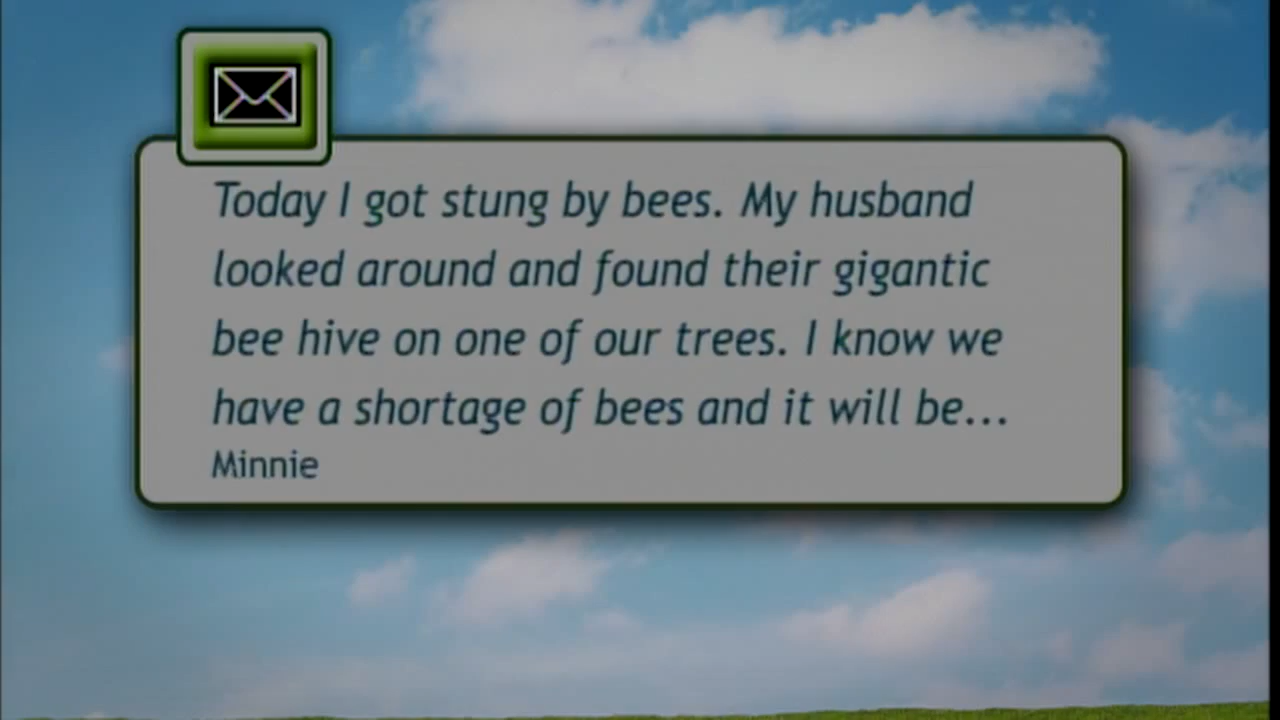 Today I got stung by bees. My husband
looked around and found their gigantic
bee hive on one of our trees. I know we
have a shortage of bees and it will be...
Minnie